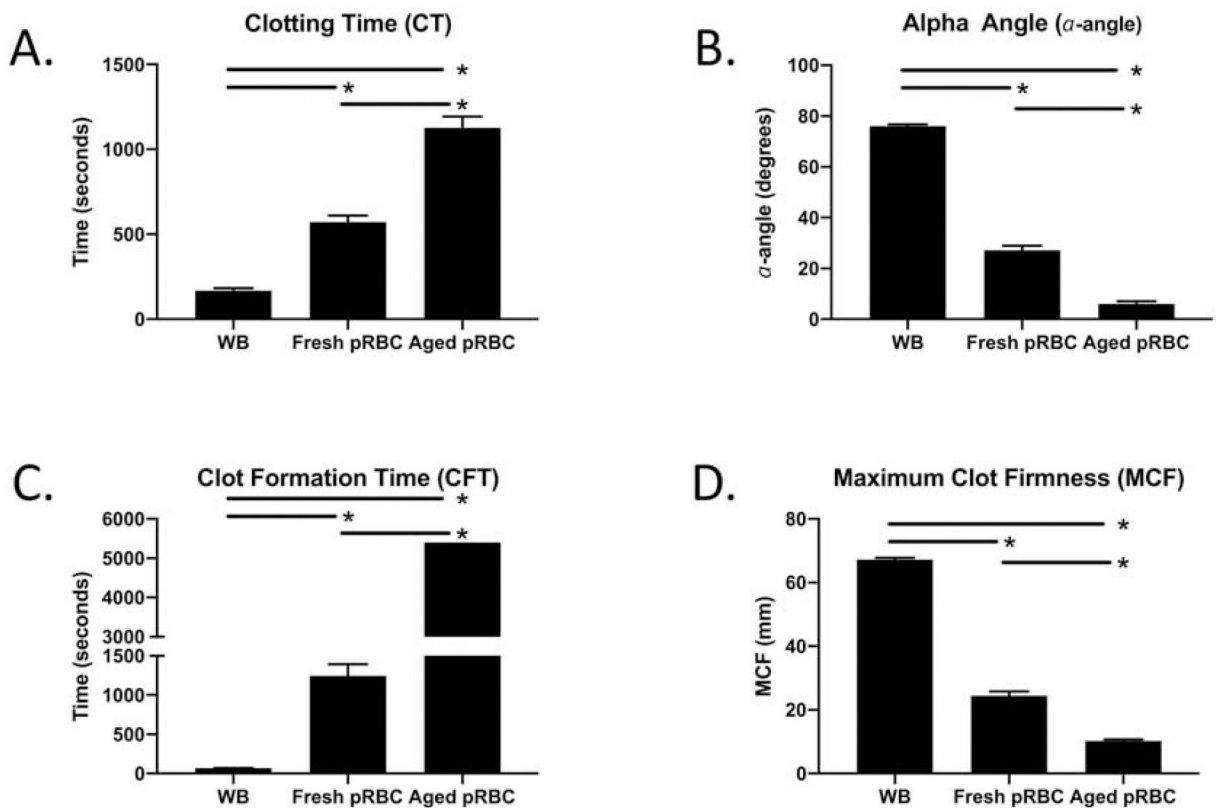 A.
Clotting Time (CT)
Time (seconds)
1500
1000
500
0
*
*
*
WB Fresh pRBC Aged pRBC
B.
Alpha Angle (α-angle)
α-angle (degrees)
100
80
60
40
20
0
*
*
*
WB Fresh pRBC Aged pRBC
C.
Clot Formation Time (CFT)
Time (seconds)
6000
5000
4000
3000
1500
1000
500
0
*
*
*
WB Fresh pRBC Aged pRBC
D.
Maximum Clot Firmness (MCF)
MCF (mm)
80
60
40
20
0
*
*
*
WB Fresh pRBC Aged pRBC